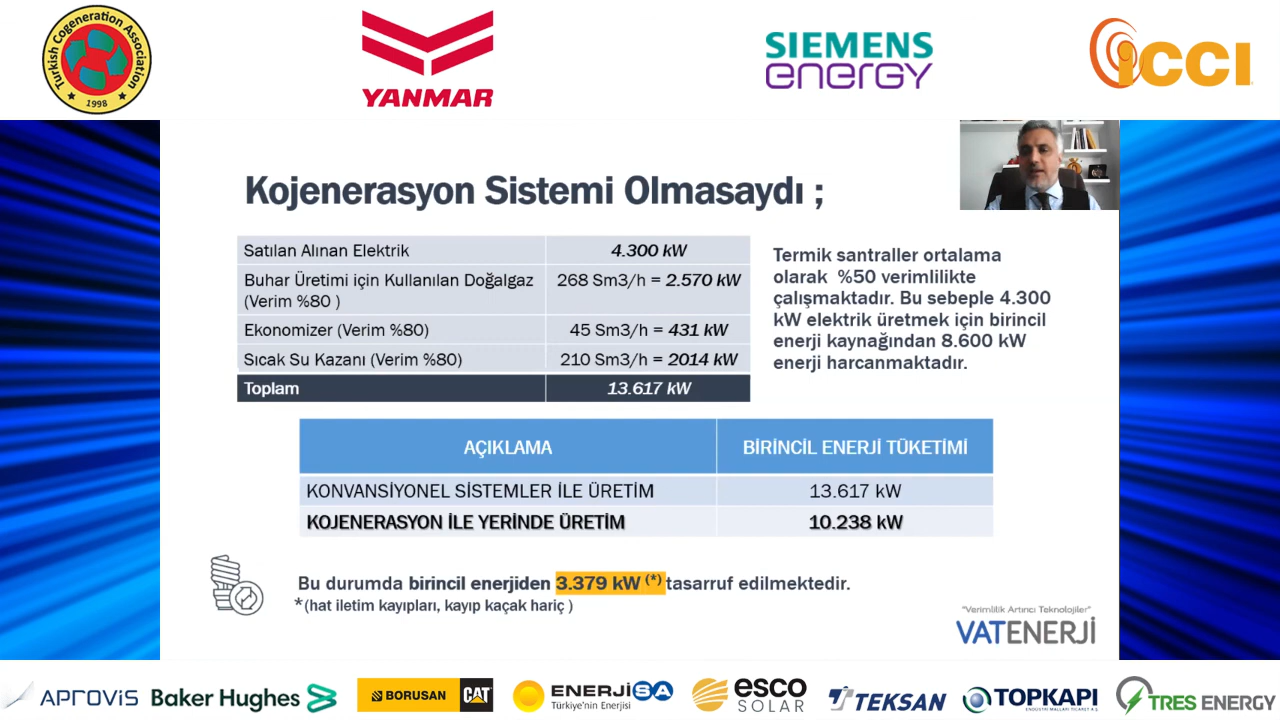 Turkish Cogeneration Association
1998
YANMAR
SIEMENS
energy
iCCI
Kojenerasyon Sistemi Olmasaydı ;
Satılan Alınan Elektrik 4.300 kW
Buhar Üretimi için Kullanılan Doğalgaz 268 Sm3/h = 2.570 kW
(Verim %80 )
Ekonomizer (Verim %80) 45 Sm3/h = 431 kW
Sıcak Su Kazanı (Verim %80) 210 Sm3/h = 2014 kW
Toplam 13.617 kW
Termik santraller ortalama
olarak %50 verimlilikte
çalışmaktadır. Bu sebeple 4.300
kW elektrik üretmek için birincil
enerji kaynağından 8.600 kW
enerji harcanmaktadır.
AÇIKLAMA BİRİNCİL ENERJİ TÜKETİMİ
KONVANSİYONEL SİSTEMLER İLE ÜRETİM 13.617 kW
KOJENERASYON İLE YERİNDE ÜRETİM 10.238 kW
Bu durumda birincil enerjiden 3.379 kW (*) tasarruf edilmektedir.
*(hat iletim kayıpları, kayıp kaçak hariç )
"Verimlilik Artırıcı Teknolojiler"
VATENERJİ
APROVIS
Baker Hughes
BORUSAN CAT
ENERJİSA
Türkiye'nin Enerjisi
esco
SOLAR
TEKSAN
TOPKAPI
ENDÜSTRİ MALLARI TİCARET A.Ş.
TRES ENERGY